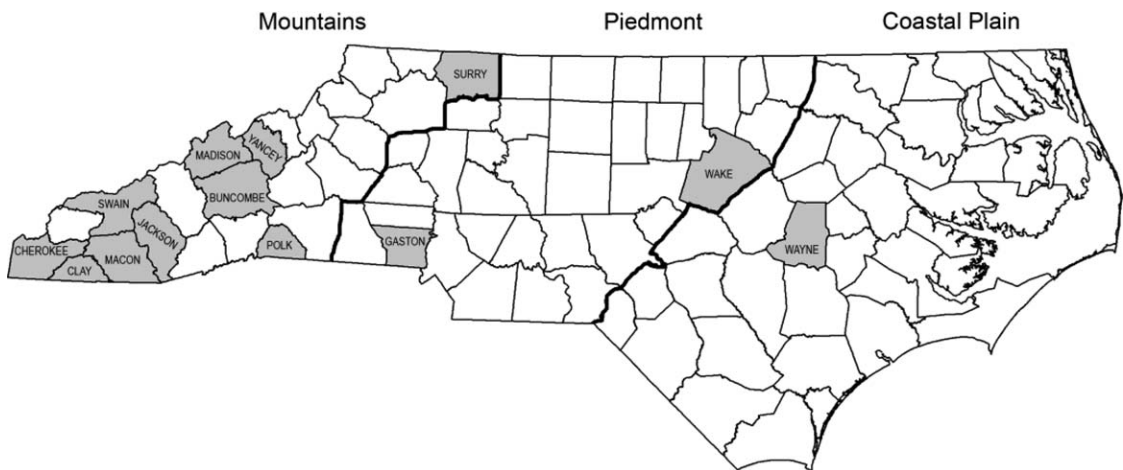 Mountains Piedmont Coastal Plain
SURRY
YANCEY
MADISON
WAKE
BUNCOMBE
SWAIN
JACKSON
WAYNE
GASTON
POLK
CHEROKEE
MACON
CLAY